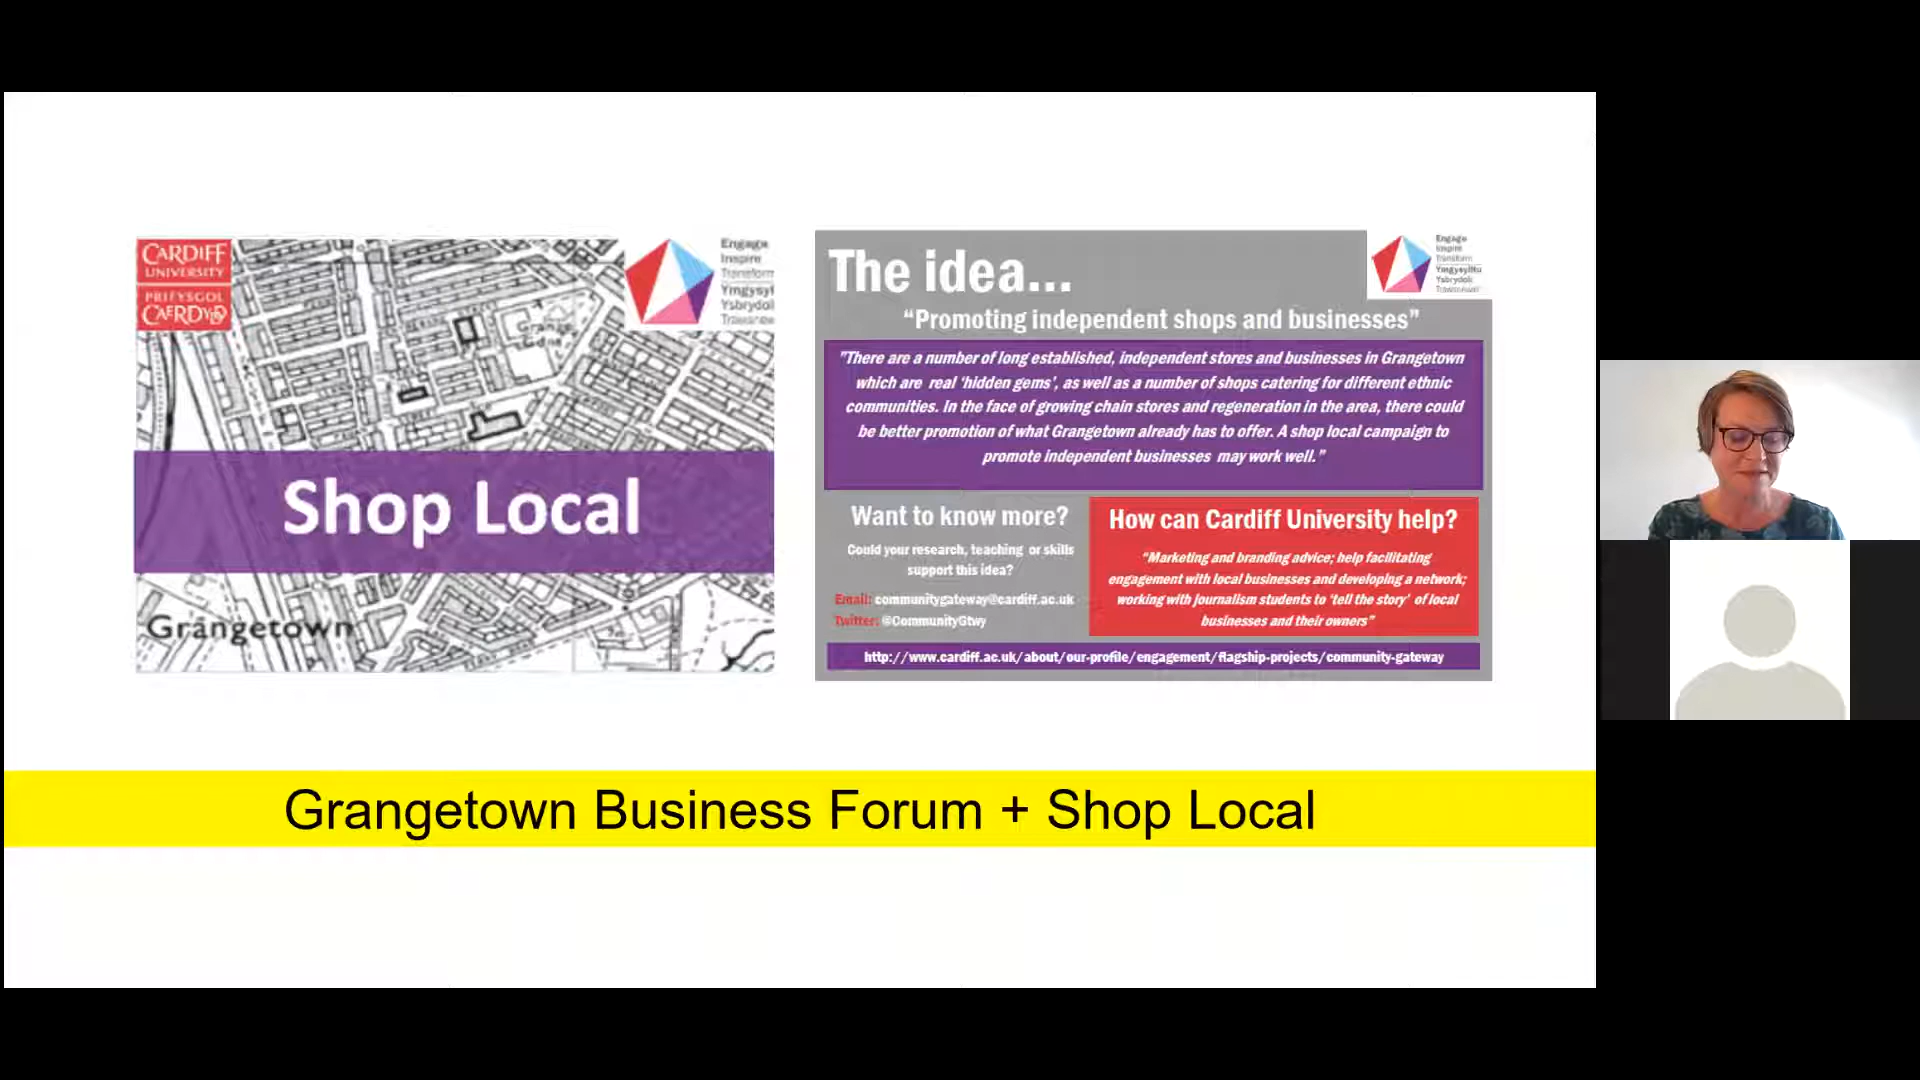 CARDIFF
UNIVERSITY
PRIFYSGOL
CAERDYDD
Engage
Inspire
Transform
Ysbrydoli
Shop Local
Grangetown
The idea...
Engage
Inspire
Transform
Ymgysylltu
Ysbrydoli
“Promoting independent shops and businesses”
"There are a number of long established, independent stores and businesses in Grangetown
which are real ‘hidden gems’, as well as a number of shops catering for different ethnic
communities. In the face of growing chain stores and regeneration in the area, there could
be better promotion of what Grangetown already has to offer. A shop local campaign to
promote independent businesses may work well."
Want to know more?
Could your research, teaching or skills
support this idea?
Email: communitygateway@cardiff.ac.uk
Twitter: @CommunityGtwy
How can Cardiff University help?
“Marketing and branding advice; help facilitating
engagement with local businesses and developing a network;
working with journalism students to ‘tell the story’ of local
businesses and their owners”
http://www.cardiff.ac.uk/about/our-profile/engagement/flagship-projects/community-gateway
Grangetown Business Forum + Shop Local